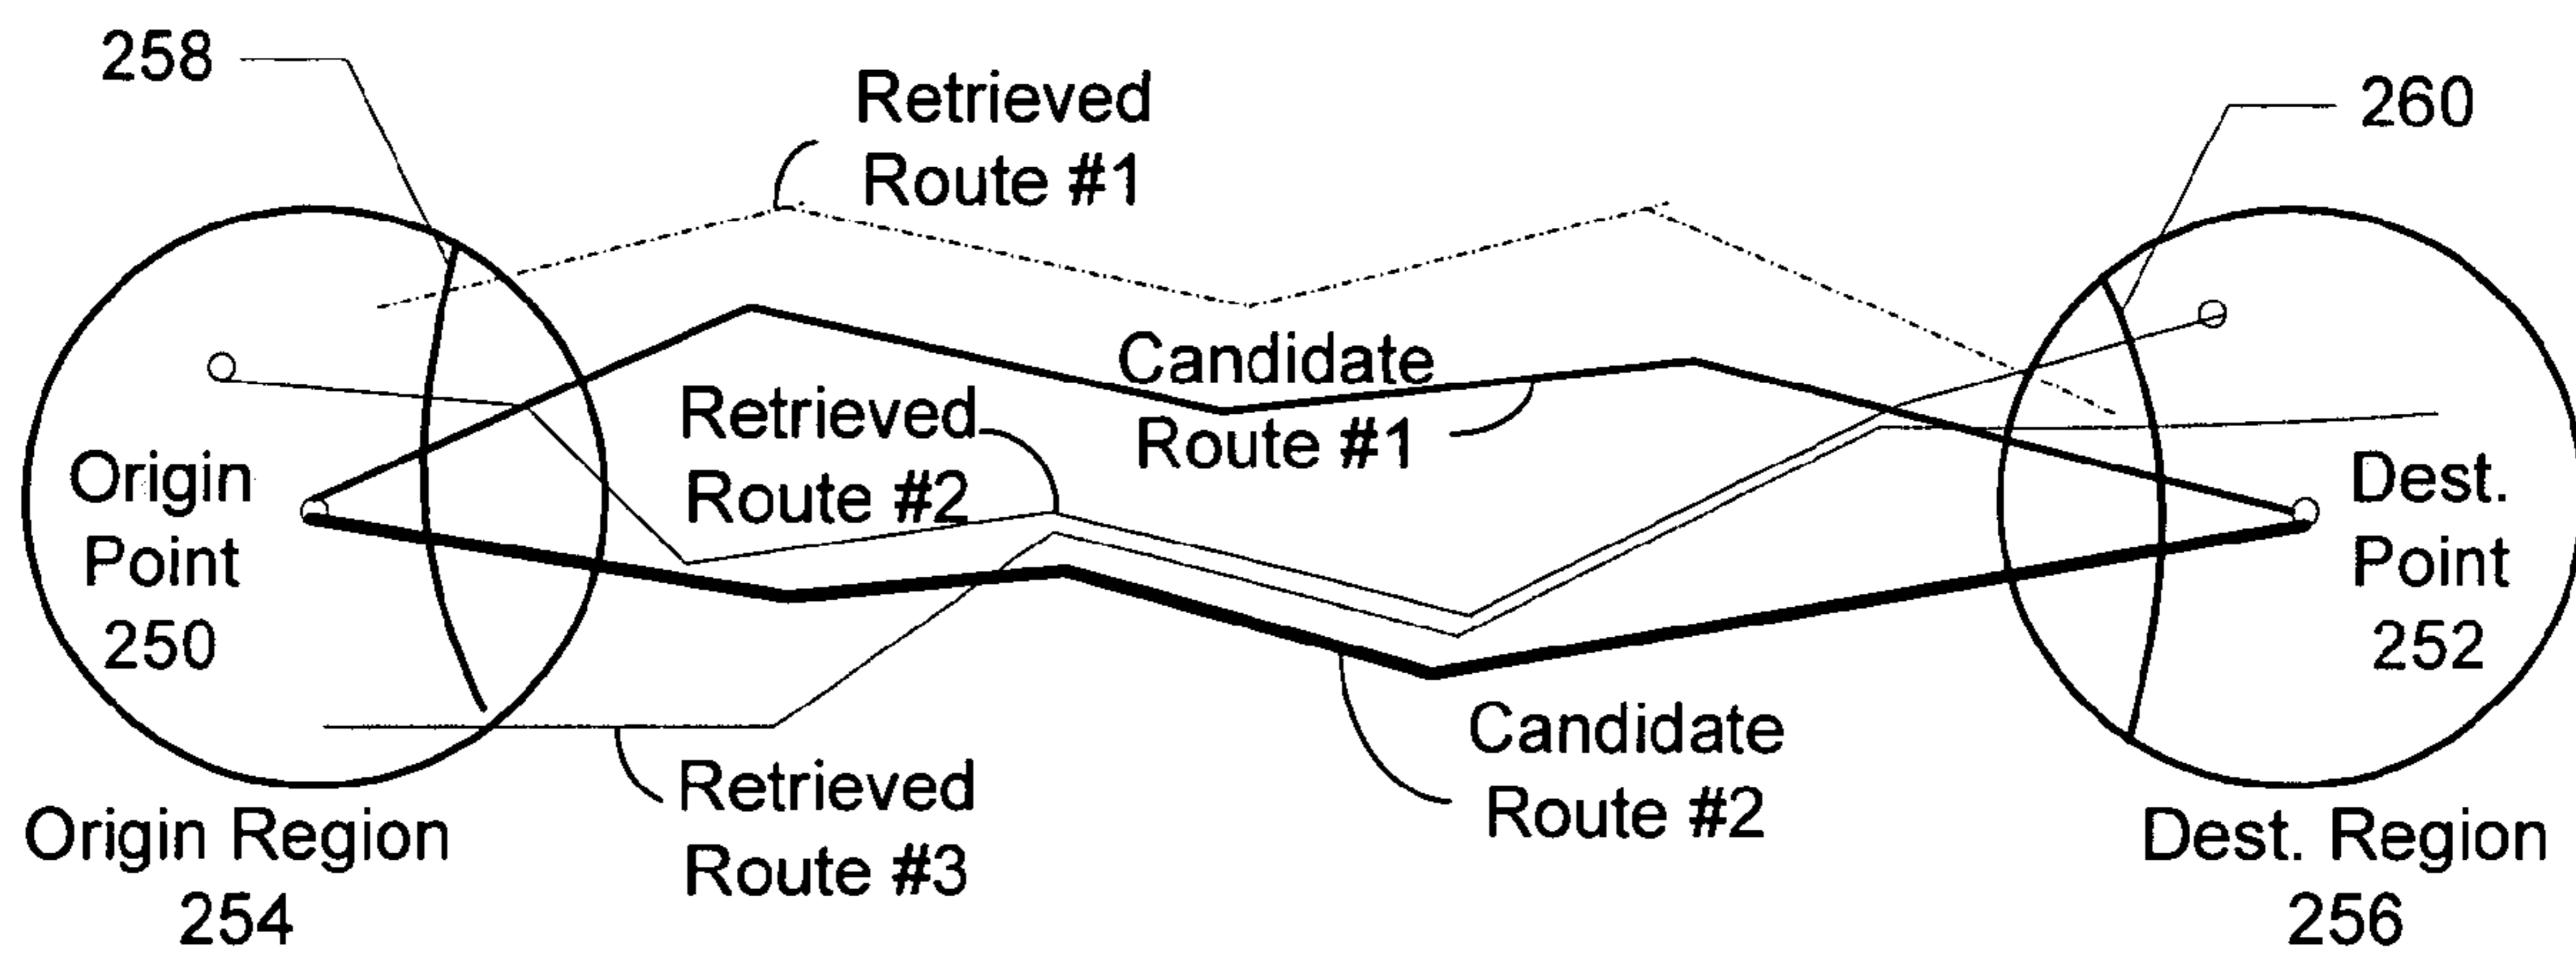 258
Retrieved
Route #1
260
Candidate
Route #1
Retrieved
Route #2
Origin
Point
250
Dest.
Point
252
Retrieved
Route #3
Candidate
Route #2
Origin Region
254
Dest. Region
256